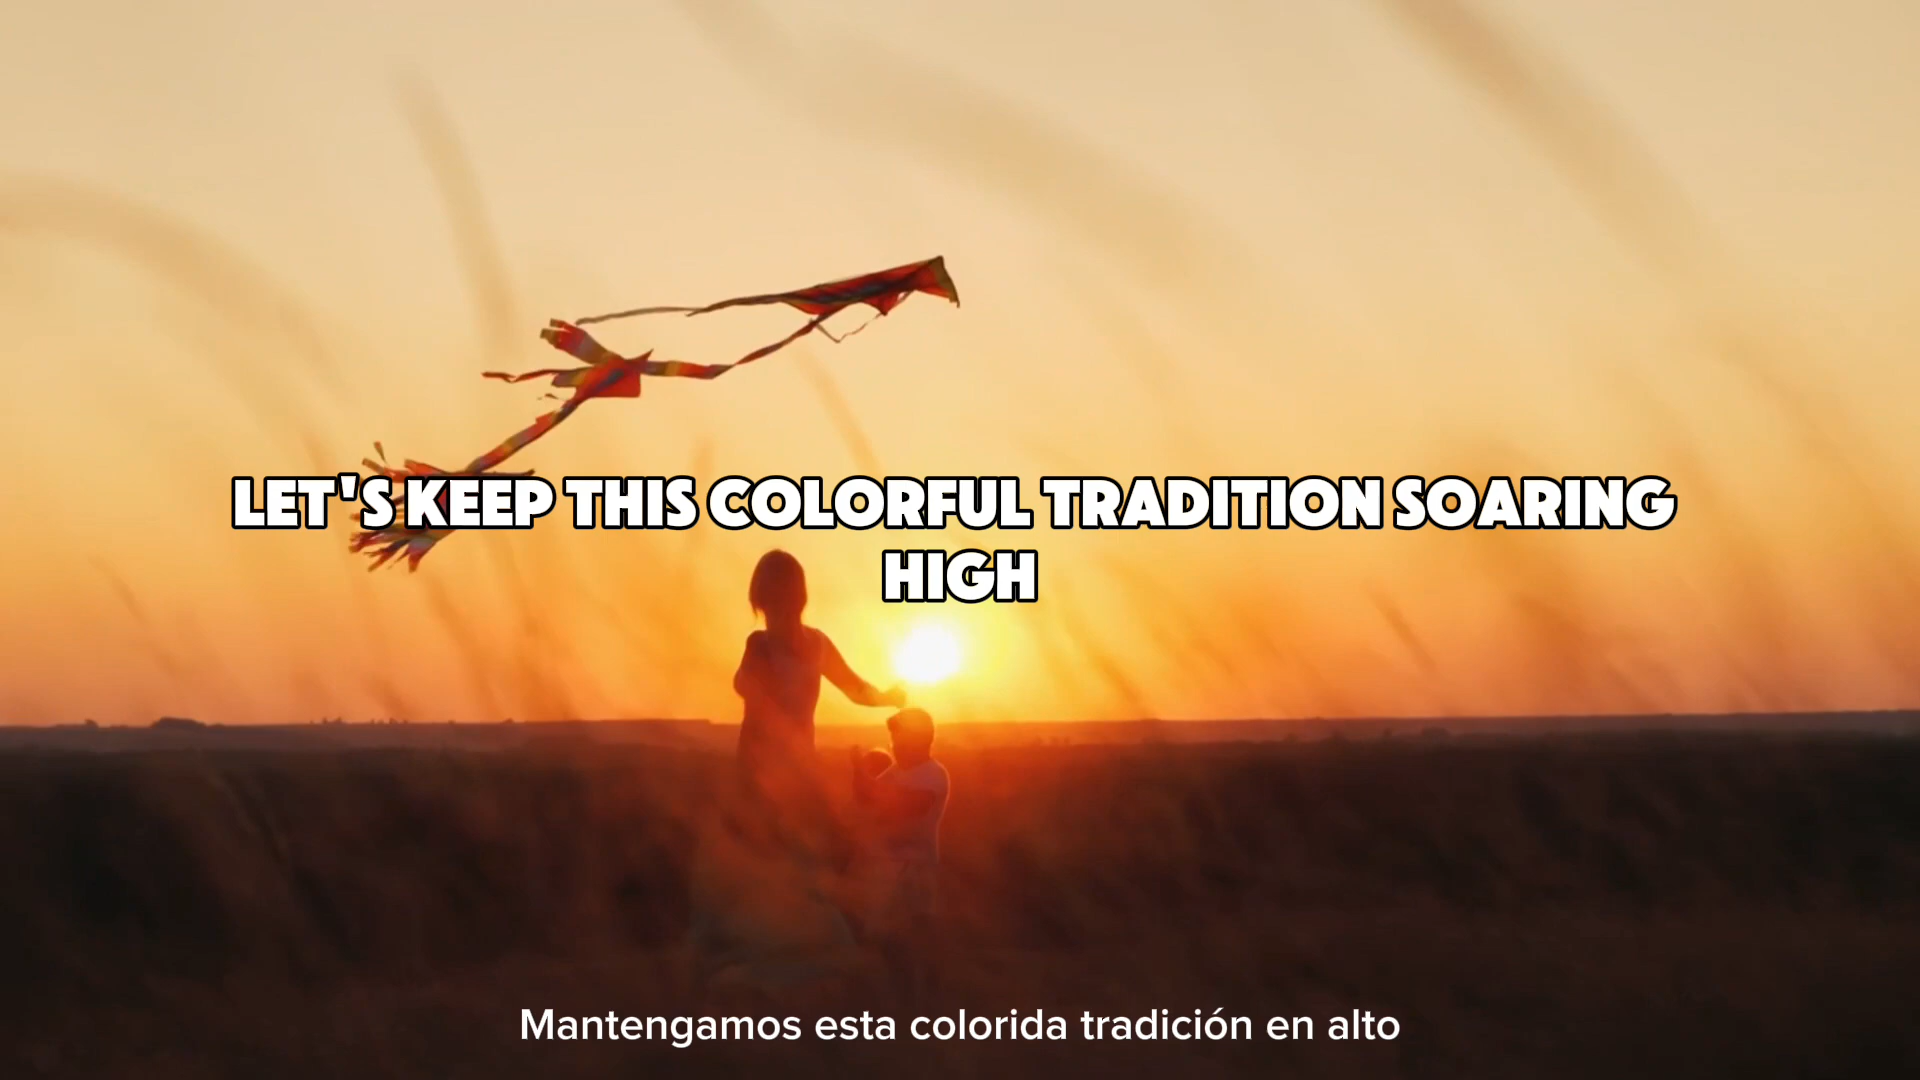 LET'S KEEP THIS COLORFUL TRADITION SOARING
HIGH
Mantengamos esta colorida tradición en alto